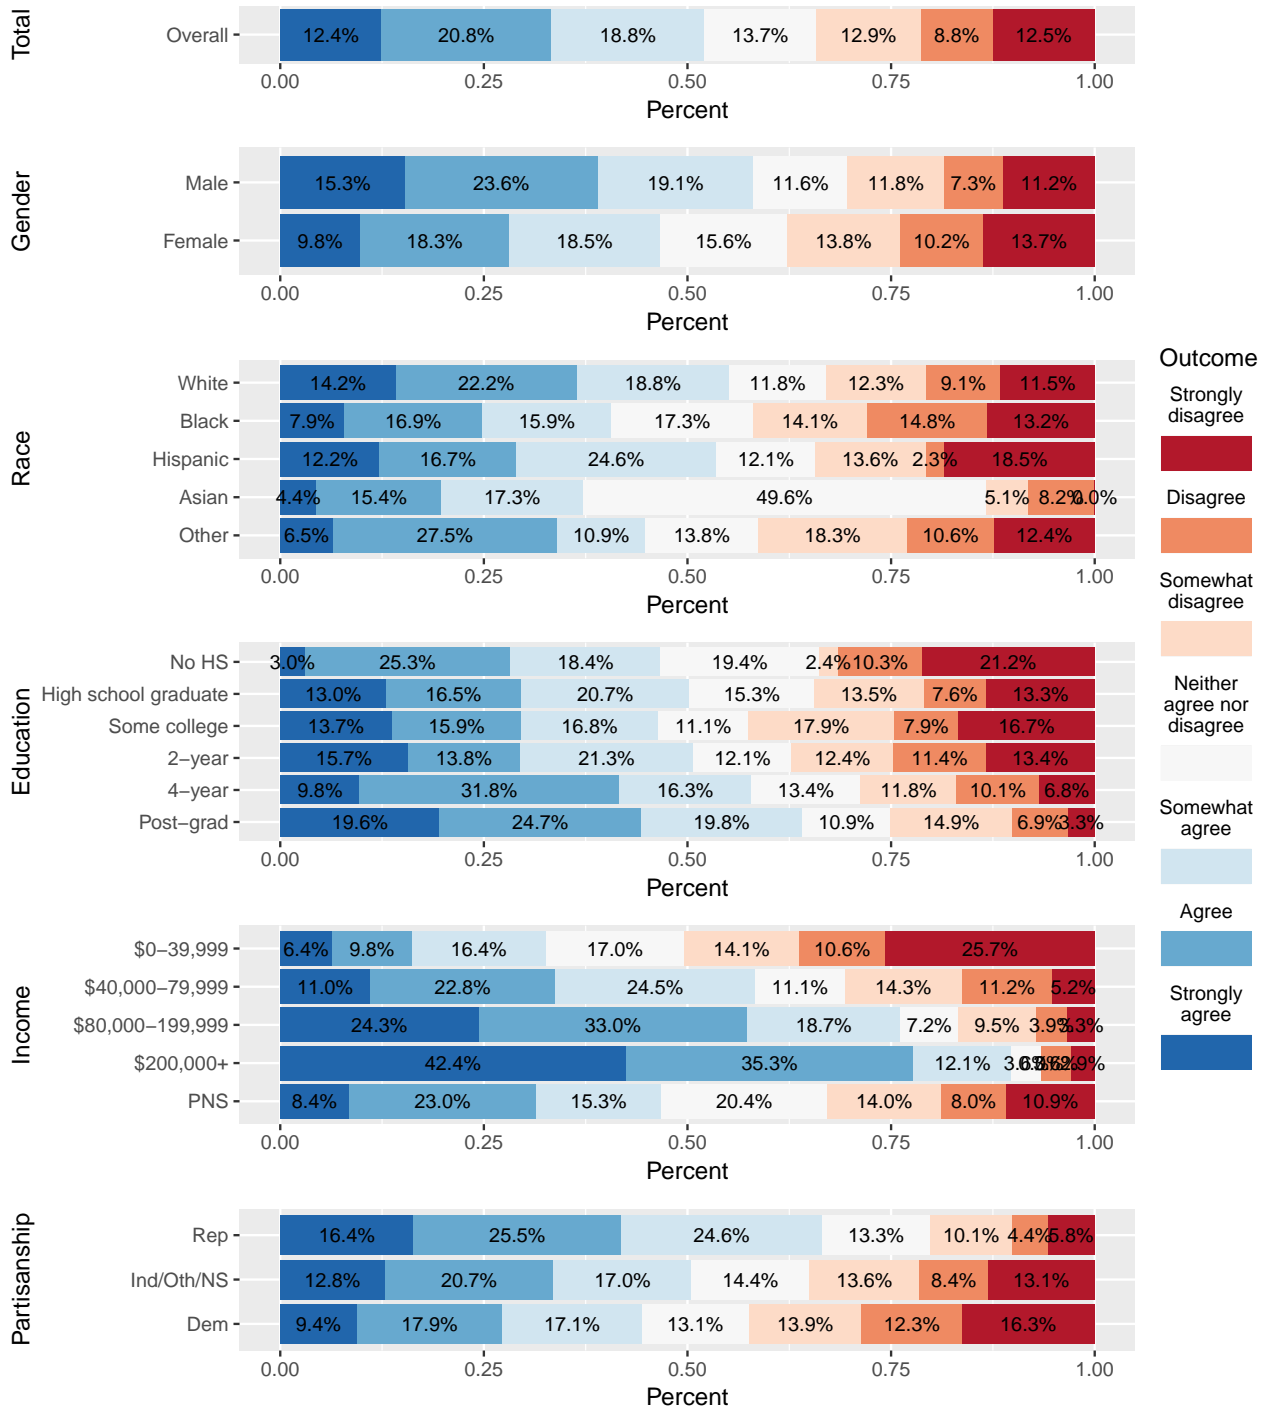 Total
Overall
12.4% 20.8% 18.8% 13.7% 12.9% 8.8% 12.5%
0.00 0.25 0.50 0.75 1.00
Percent
Gender
Male
15.3% 23.6% 19.1% 11.6% 11.8% 7.3% 11.2%
Female
9.8% 18.3% 18.5% 15.6% 13.8% 10.2% 13.7%
0.00 0.25 0.50 0.75 1.00
Percent
Race
White
14.2% 22.2% 18.8% 11.8% 12.3% 9.1% 11.5%
Black
7.9% 16.9% 15.9% 17.3% 14.1% 14.8% 13.2%
Hispanic
12.2% 16.7% 24.6% 12.1% 13.6% 2.3% 18.5%
Asian
4.4% 15.4% 17.3% 49.6% 5.1% 8.2% 0.0%
Other
6.5% 27.5% 10.9% 13.8% 18.3% 10.6% 12.4%
0.00 0.25 0.50 0.75 1.00
Percent
Education
No HS
3.0% 25.3% 18.4% 19.4% 2.4% 10.3% 21.2%
High school graduate
13.0% 16.5% 20.7% 15.3% 13.5% 7.6% 13.3%
Some college
13.7% 15.9% 16.8% 11.1% 17.9% 7.9% 16.7%
2−year
15.7% 13.8% 21.3% 12.1% 12.4% 11.4% 13.4%
4−year
9.8% 31.8% 16.3% 13.4% 11.8% 10.1% 6.8%
Post−grad
19.6% 24.7% 19.8% 10.9% 14.9% 6.9% 3.3%
0.00 0.25 0.50 0.75 1.00
Percent
Income
$0−39,999
6.4% 9.8% 16.4% 17.0% 14.1% 10.6% 25.7%
$40,000−79,999
11.0% 22.8% 24.5% 11.1% 14.3% 11.2% 5.2%
$80,000−199,999
24.3% 33.0% 18.7% 7.2% 9.5% 3.9% 3.3%
$200,000+
42.4% 35.3% 12.1%
PNS
8.4% 23.0% 15.3% 20.4% 14.0% 8.0% 10.9%
0.00 0.25 0.50 0.75 1.00
Percent
Partisanship
Rep
16.4% 25.5% 24.6% 13.3% 10.1% 4.4% 5.8%
Ind/Oth/NS
12.8% 20.7% 17.0% 14.4% 13.6% 8.4% 13.1%
Dem
9.4% 17.9% 17.1% 13.1% 13.9% 12.3% 16.3%
0.00 0.25 0.50 0.75 1.00
Percent
Outcome
Strongly
disagree
Disagree
Somewhat
disagree
Neither
agree nor
disagree
Somewhat
agree
Agree
Strongly
agree